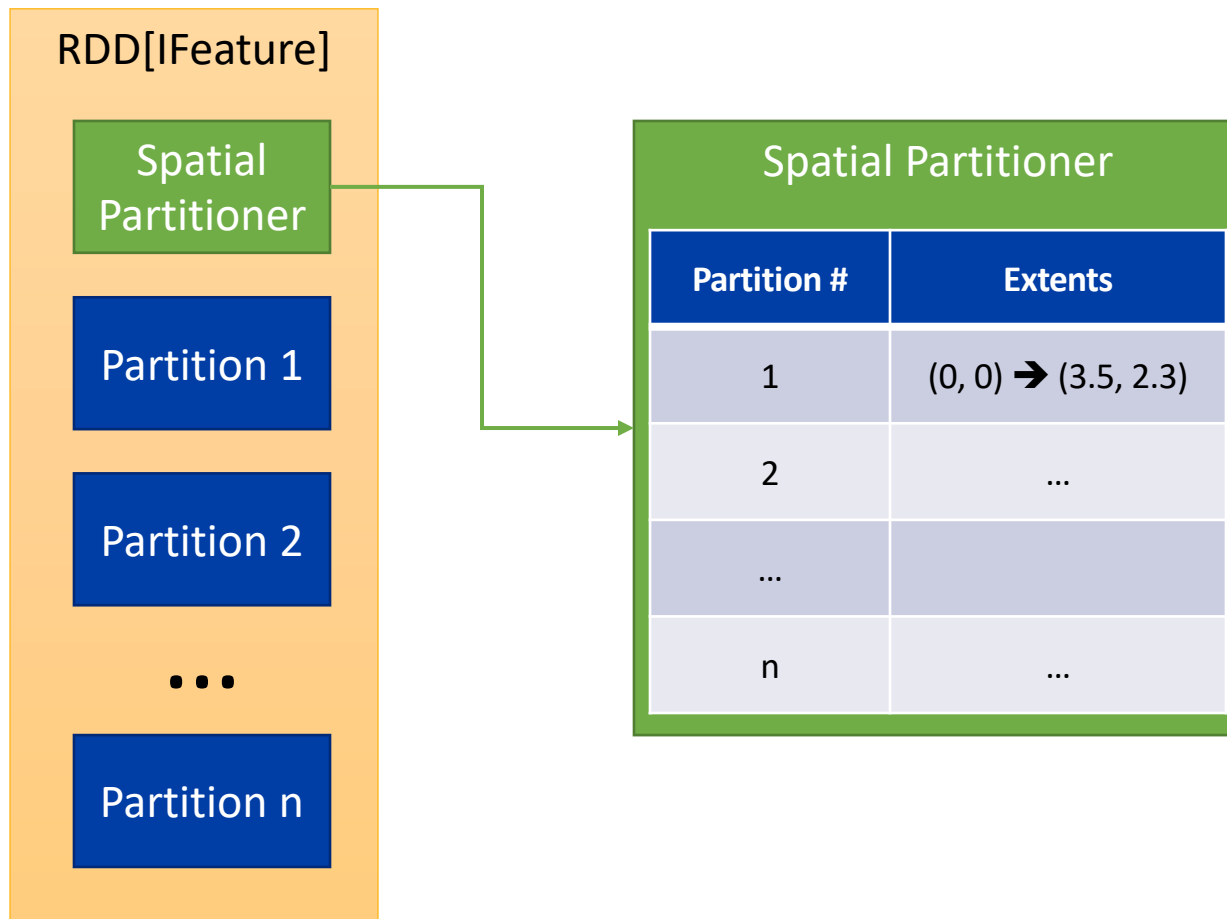 RDD[IFeature]
Spatial
Partitioner
Partition 1
Partition 2
...
Partition n
Spatial Partitioner
Partition # Extents
1 (0, 0) ➔ (3.5, 2.3)
2 …
…
n …